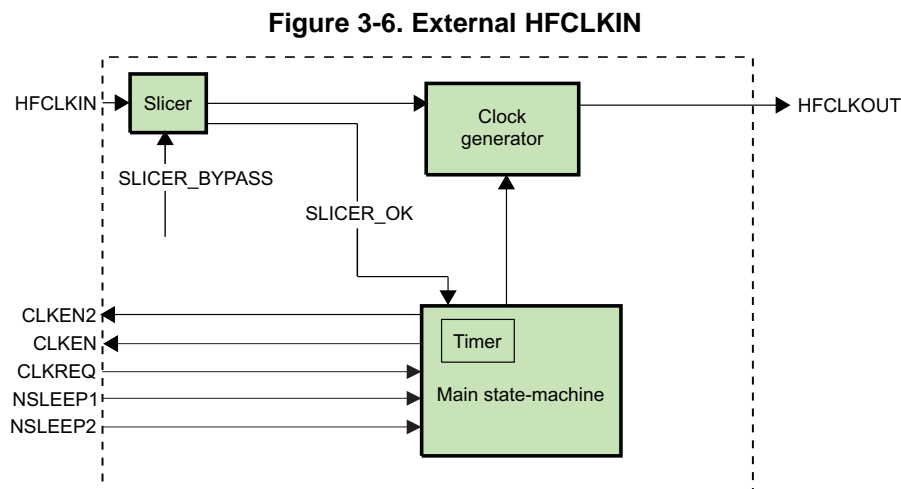 Figure 3-6. External HFCLKIN
HFCLKIN
Slicer
Clock
generator
HFCLKOUT
SLICER_BYPASS
SLICER_OK
CLKEN2
CLKEN
CLKREQ
NSLEEP1
NSLEEP2
Timer
Main state-machine